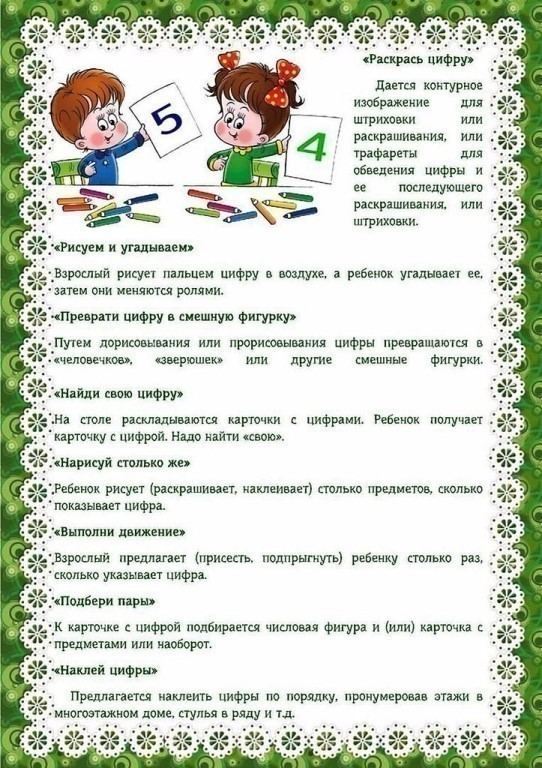 5
4
«Раскрась цифру»
Дается контурное
изображение для
штриховки или
раскрашивания, или
трафареты для
обведения цифры и
ее последующего
раскрашивания, или
штриховки.
«Рисуем и угадываем»
Взрослый рисует пальцем цифру в воздухе, а ребенок угадывает ее,
затем они меняются ролями.
«Преврати цифру в смешную фигурку»
Путем дорисовывания или прорисовывания цифры превращаются в
«человечков», «зверюшек» или другие смешные фигурки.
«Найди свою цифру»
На столе раскладываются карточки с цифрами. Ребенок получает
карточку с цифрой. Надо найти «свою».
«Нарисуй столько же»
Ребенок рисует (раскрашивает, наклеивает) столько предметов, сколько
показывает цифра.
«Выполни движение»
Взрослый предлагает (присесть. подпрыгнуть) ребенку столько раз,
сколько указывает цифра.
«Подбери пары»
К карточке с цифрой подбирается числовая фигура и (или) карточка с
предметами или наоборот.
«Наклей цифры»
Предлагается наклеить цифры по порядку, пронумеровав этажи в
многоэтажном доме, стулья в ряду и т.д.